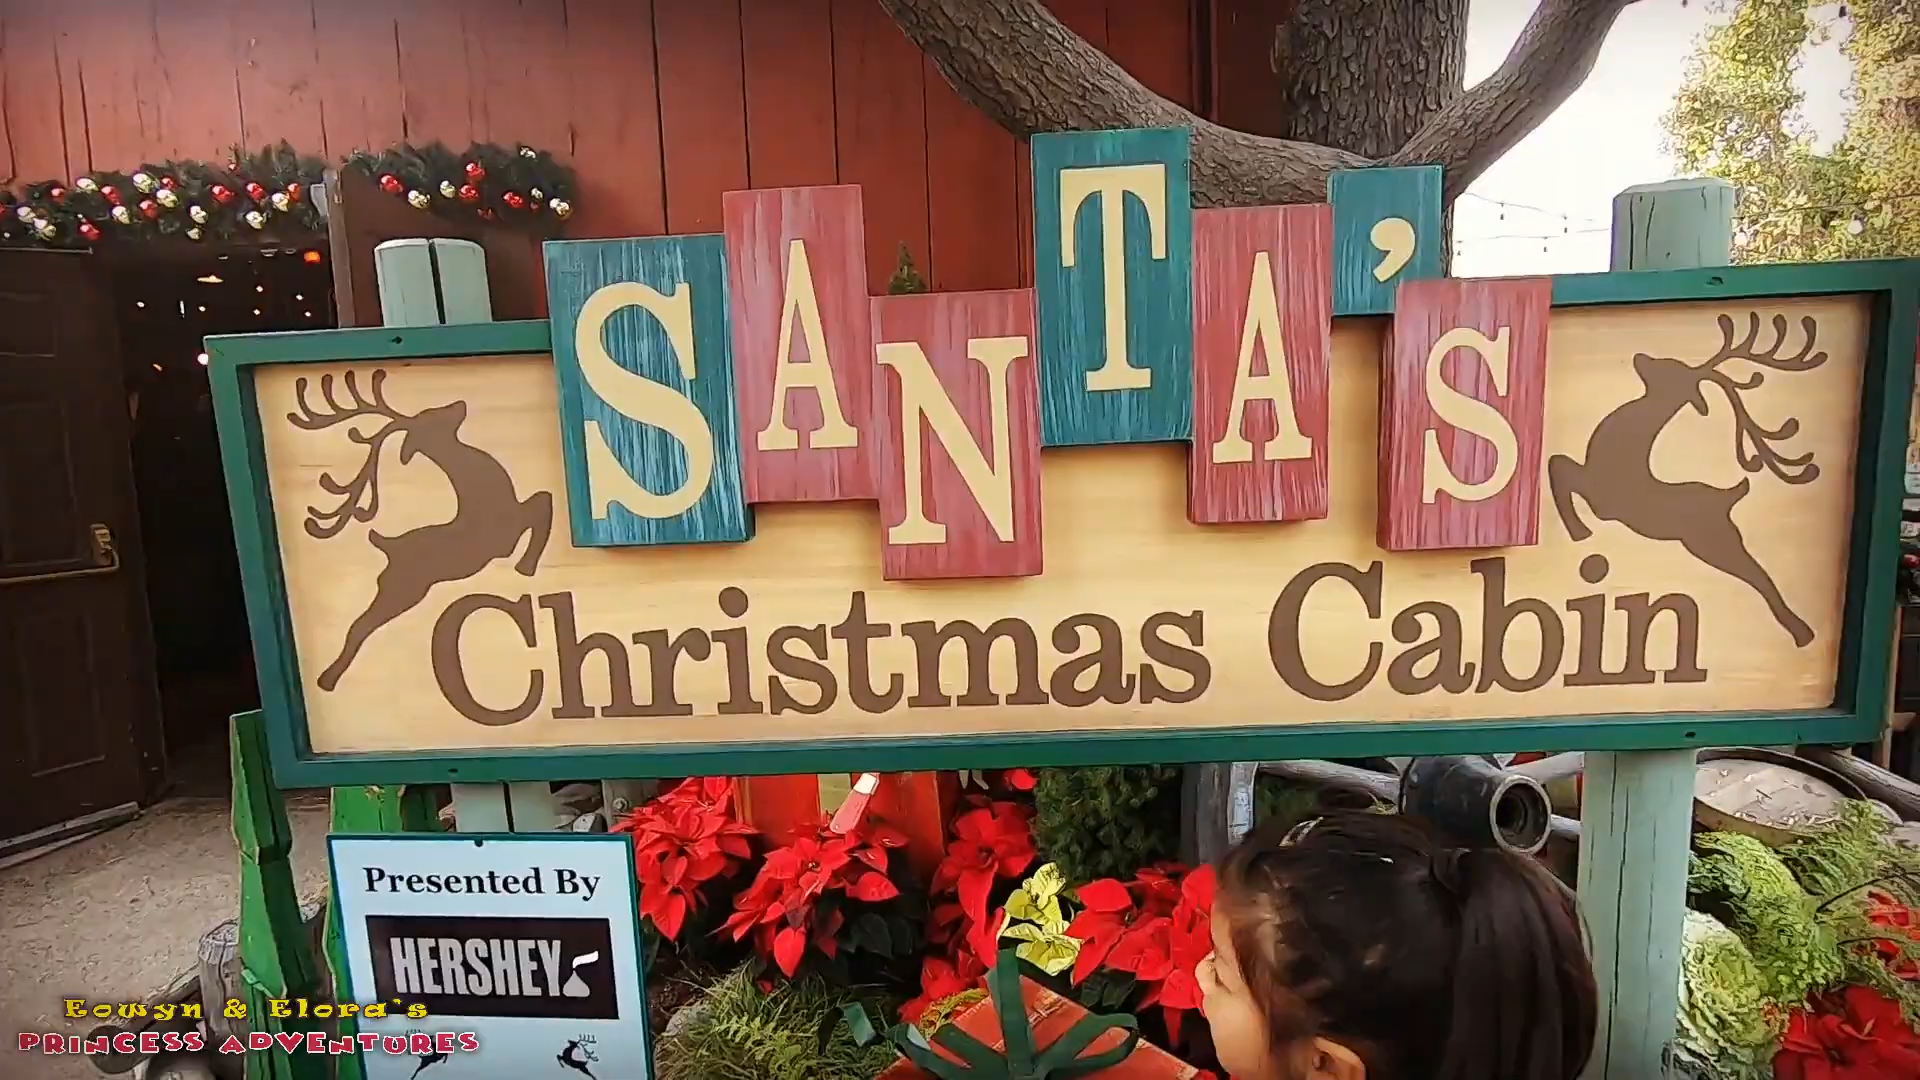 SANTA'S
Christmas Cabin
Presented By
HERSHEY
Eowyn & Elora's
PRINCESS ADVENTURES